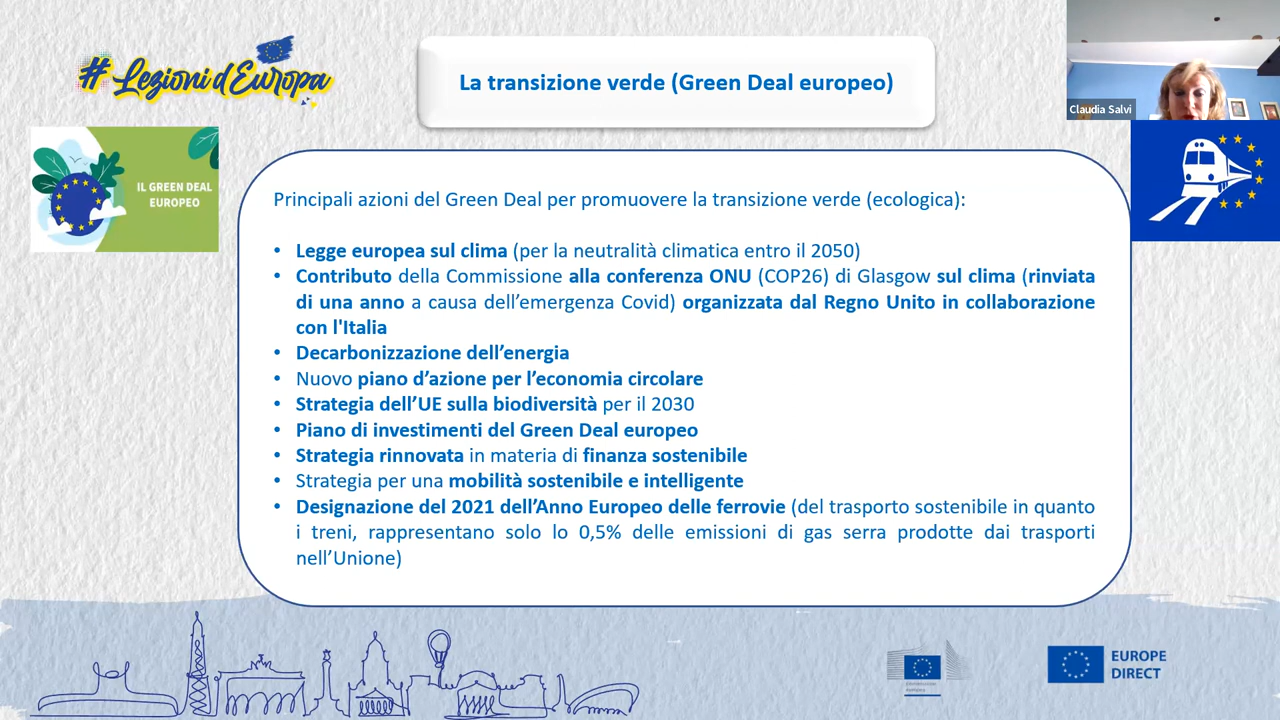 # Lezioni d'Europa
La transizione verde (Green Deal europeo)
Claudia Salvi
IL GREEN DEAL
EUROPEO
Principali azioni del Green Deal per promuovere la transizione verde (ecologica):
• Legge europea sul clima (per la neutralità climatica entro il 2050)
• Contributo della Commissione alla conferenza ONU (COP26) di Glasgow sul clima (rinviata
di una anno a causa dell’emergenza Covid) organizzata dal Regno Unito in collaborazione
con l'Italia
• Decarbonizzazione dell’energia
• Nuovo piano d’azione per l’economia circolare
• Strategia dell’UE sulla biodiversità per il 2030
• Piano di investimenti del Green Deal europeo
• Strategia rinnovata in materia di finanza sostenibile
• Strategia per una mobilità sostenibile e intelligente
• Designazione del 2021 dell’Anno Europeo delle ferrovie (del trasporto sostenibile in quanto
i treni, rappresentano solo lo 0,5% delle emissioni di gas serra prodotte dai trasporti
nell’Unione)
EUROPE
DIRECT